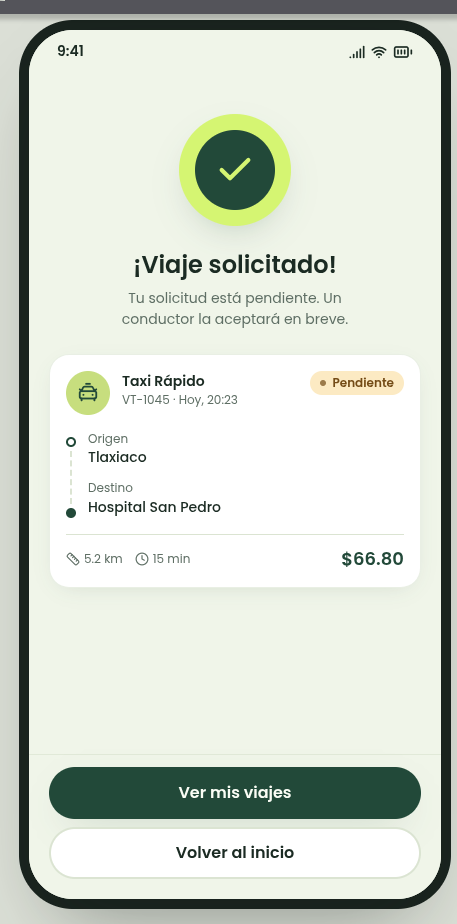 9:41
¡Viaje solicitado!
Tu solicitud está pendiente. Un
conductor la aceptará en breve.
Taxi Rápido
Pendiente
VT-1045 · Hoy, 20:23
Origen
Tlaxiaco
Destino
Hospital San Pedro
5.2 km
15 min
$66.80
Ver mis viajes
Volver al inicio